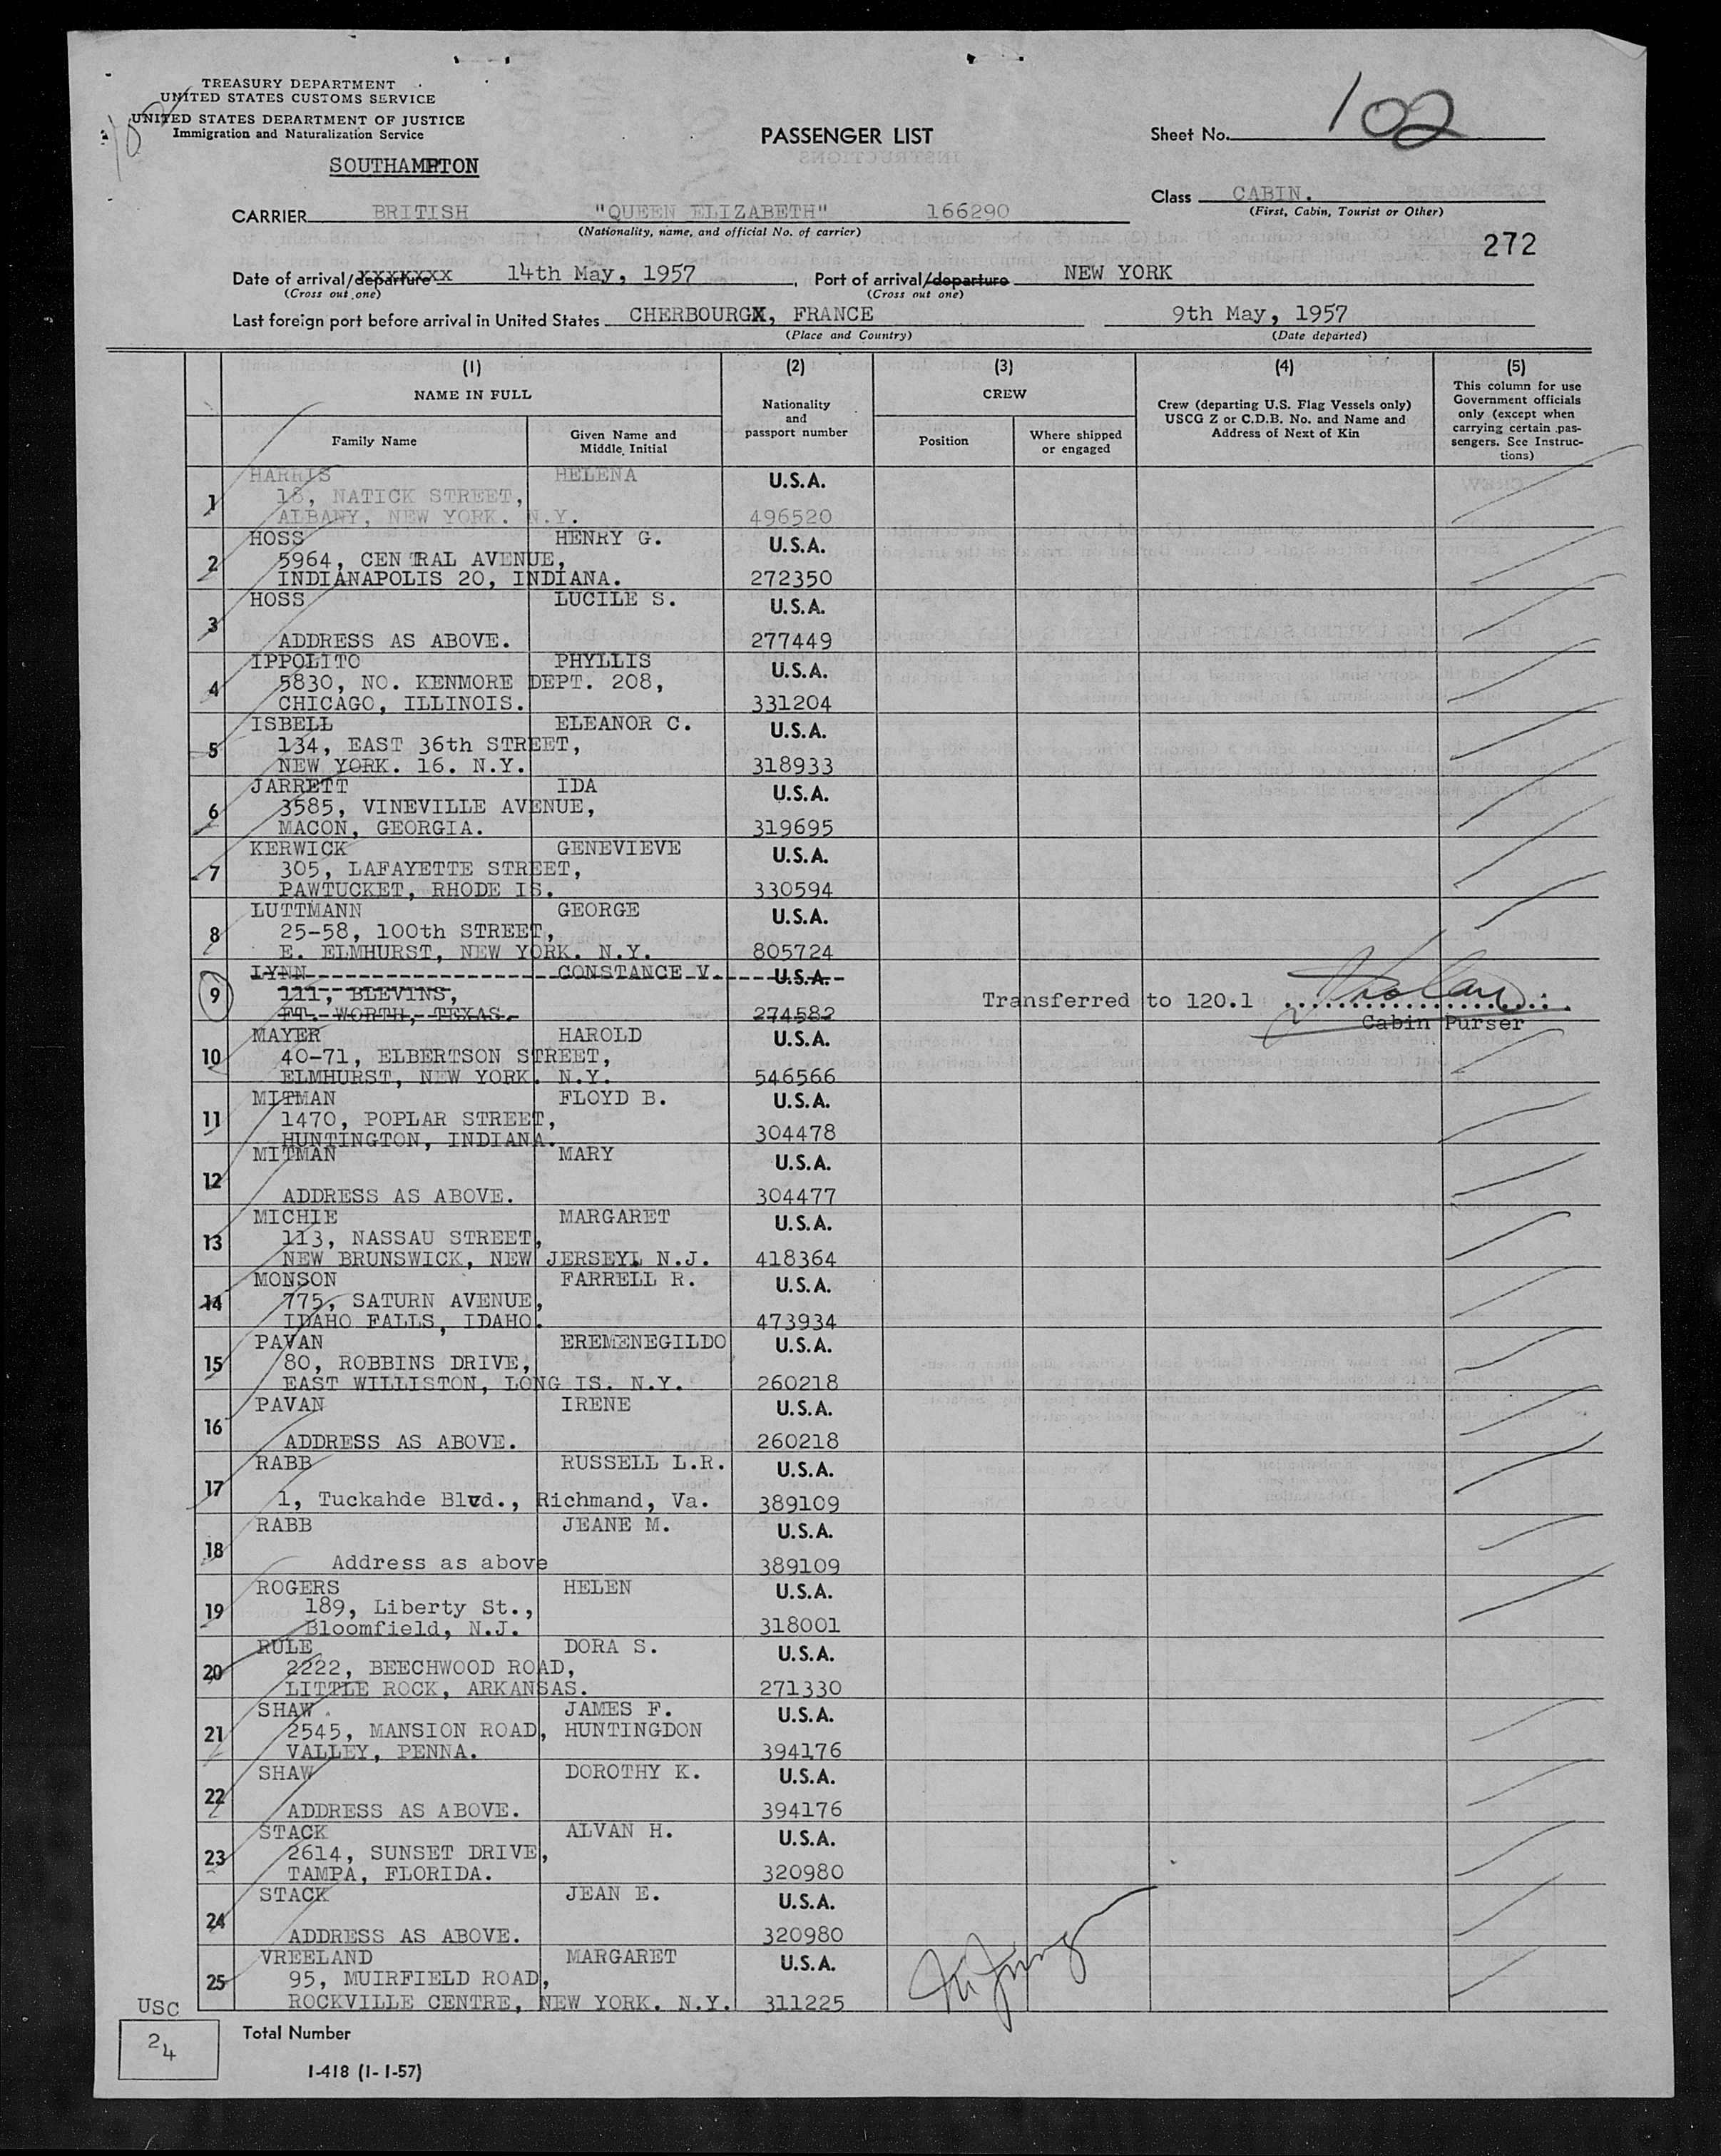 TREASURY DEPARTMENT
UNITED STATES CUSTOMS SERVICE
UNITED STATES DEPARTMENT OF JUSTICE
Immigration and Naturalization Service
SOUTHAMPTON
PASSENGER LIST
Sheet No. 102
Class CABIN.
(First, Cabin, Tourist or Other)
CARRIER BRITISH "QUEEN ELIZABETH" 166290
(Nationality, name, and official No. of carrier)
272
Date of arrival/departure xxxxxxxx 14th May, 1957, Port of arrival/departure NEW YORK
(Cross out one) (Cross out one)
Last foreign port before arrival in United States CHERBOURGX, FRANCE 9th May, 1957
(Place and Country) (Date departed)
(1) (2) (3) (4) (5)
NAME IN FULL
Family Name
Given Name and Middle Initial
Nationality and passport number
CREW
Position
Where shipped or engaged
Crew (departing U.S. Flag Vessels only)
USCG Z or C.D.B. No. and Name and
Address of Next of Kin
This column for use
Government officials
only (except when
carrying certain pas-
sengers. See Instruc-
tions)
1 HARRIS HELENA U.S.A.
18, NATICK STREET,
ALBANY, NEW YORK. N.Y. 496520
2 HOSS HENRY G. U.S.A.
5964, CENTRAL AVENUE,
INDIANAPOLIS 20, INDIANA. 272350
3 HOSS LUCILE S. U.S.A.
ADDRESS AS ABOVE. 277449
4 IPPOLITO PHYLLIS U.S.A.
5830, NO. KENMORE DEPT. 208,
CHICAGO, ILLINOIS. 331204
5 ISBELL ELEANOR C. U.S.A.
134, EAST 36th STREET,
NEW YORK. 16. N.Y. 318933
6 JARRETT IDA U.S.A.
3585, VINEVILLE AVENUE,
MACON, GEORGIA. 319695
7 KERWICK GENEVIEVE U.S.A.
305, LAFAYETTE STREET,
PAWTUCKET, RHODE IS. 330594
8 LUTTMANN GEORGE U.S.A.
25-58, 100th STREET,
E. ELMHURST, NEW YORK. N.Y. 805724
9 LYNN CONSTANCE V. U.S.A.
111, BLEVINS,
FT. WORTH, TEXAS. 274582
Transferred to 120.1
Cabin Purser
10 MAYER HAROLD U.S.A.
40-71, ELBERTSON STREET,
ELMHURST, NEW YORK. N.Y. 546566
11 MITMAN FLOYD B. U.S.A.
1470, POPLAR STREET,
HUNTINGTON, INDIANA. 304478
12 MITMAN MARY U.S.A.
ADDRESS AS ABOVE. 304477
13 MICHIE MARGARET U.S.A.
113, NASSAU STREET,
NEW BRUNSWICK, NEW JERSEY. N.J. 418364
14 MONSON FARRELL R. U.S.A.
775, SATURN AVENUE,
IDAHO FALLS, IDAHO. 473934
15 PAVAN EREMENEGILDO U.S.A.
80, ROBBINS DRIVE,
EAST WILLISTON, LONG IS. N.Y. 260218
16 PAVAN IRENE U.S.A.
ADDRESS AS ABOVE. 260218
17 RABB RUSSELL L.R. U.S.A.
1, Tuckahde Blvd., Richmand, Va. 389109
18 RABB JEANE M. U.S.A.
Address as above 389109
19 ROGERS HELEN U.S.A.
189, Liberty St.,
Bloomfield, N.J. 318001
20 RULE DORA S. U.S.A.
2222, BEECHWOOD ROAD,
LITTLE ROCK, ARKANSAS. 271330
21 SHAW. JAMES F. U.S.A.
2545, MANSION ROAD, HUNTINGDON
VALLEY, PENNA. 394176
22 SHAW DOROTHY K. U.S.A.
ADDRESS AS ABOVE. 394176
23 STACK ALVAN H. U.S.A.
2614, SUNSET DRIVE,
TAMPA, FLORIDA. 320980
24 STACK JEAN E. U.S.A.
ADDRESS AS ABOVE. 320980
25 VREELAND MARGARET U.S.A.
95, MUIRFIELD ROAD,
ROCKVILLE CENTRE, NEW YORK. N.Y. 311225
USC
24
Total Number
I-418 (1-1-57)